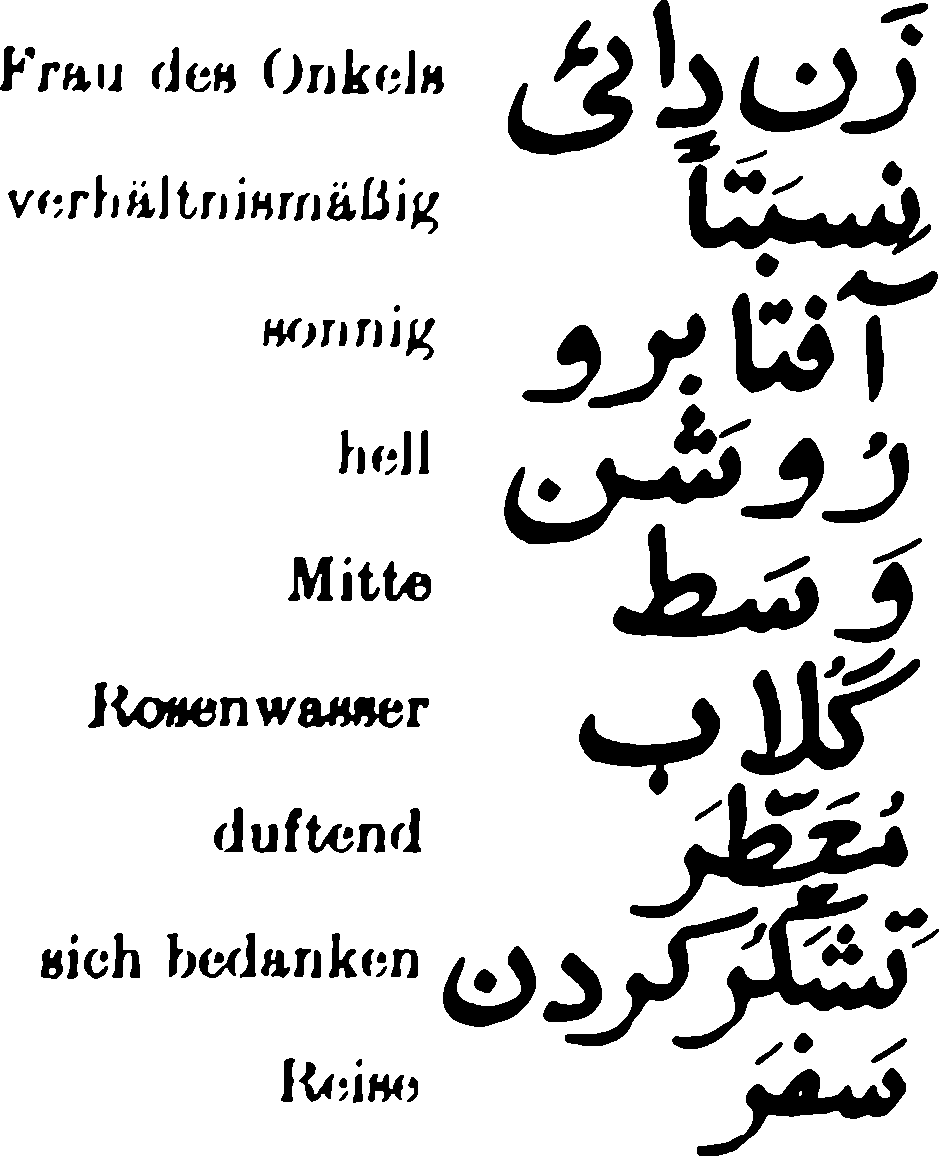 Frau des Onkels زَن دائی
verhältnismäßig نِسبَتاً
sonnig آفتابرو
hell رُوشَن
Mitte وَسَط
Rosenwasser گُلاب
duftend مُعَطَّر
sich bedanken تَشَکُّر کردن
Reise سَفَر